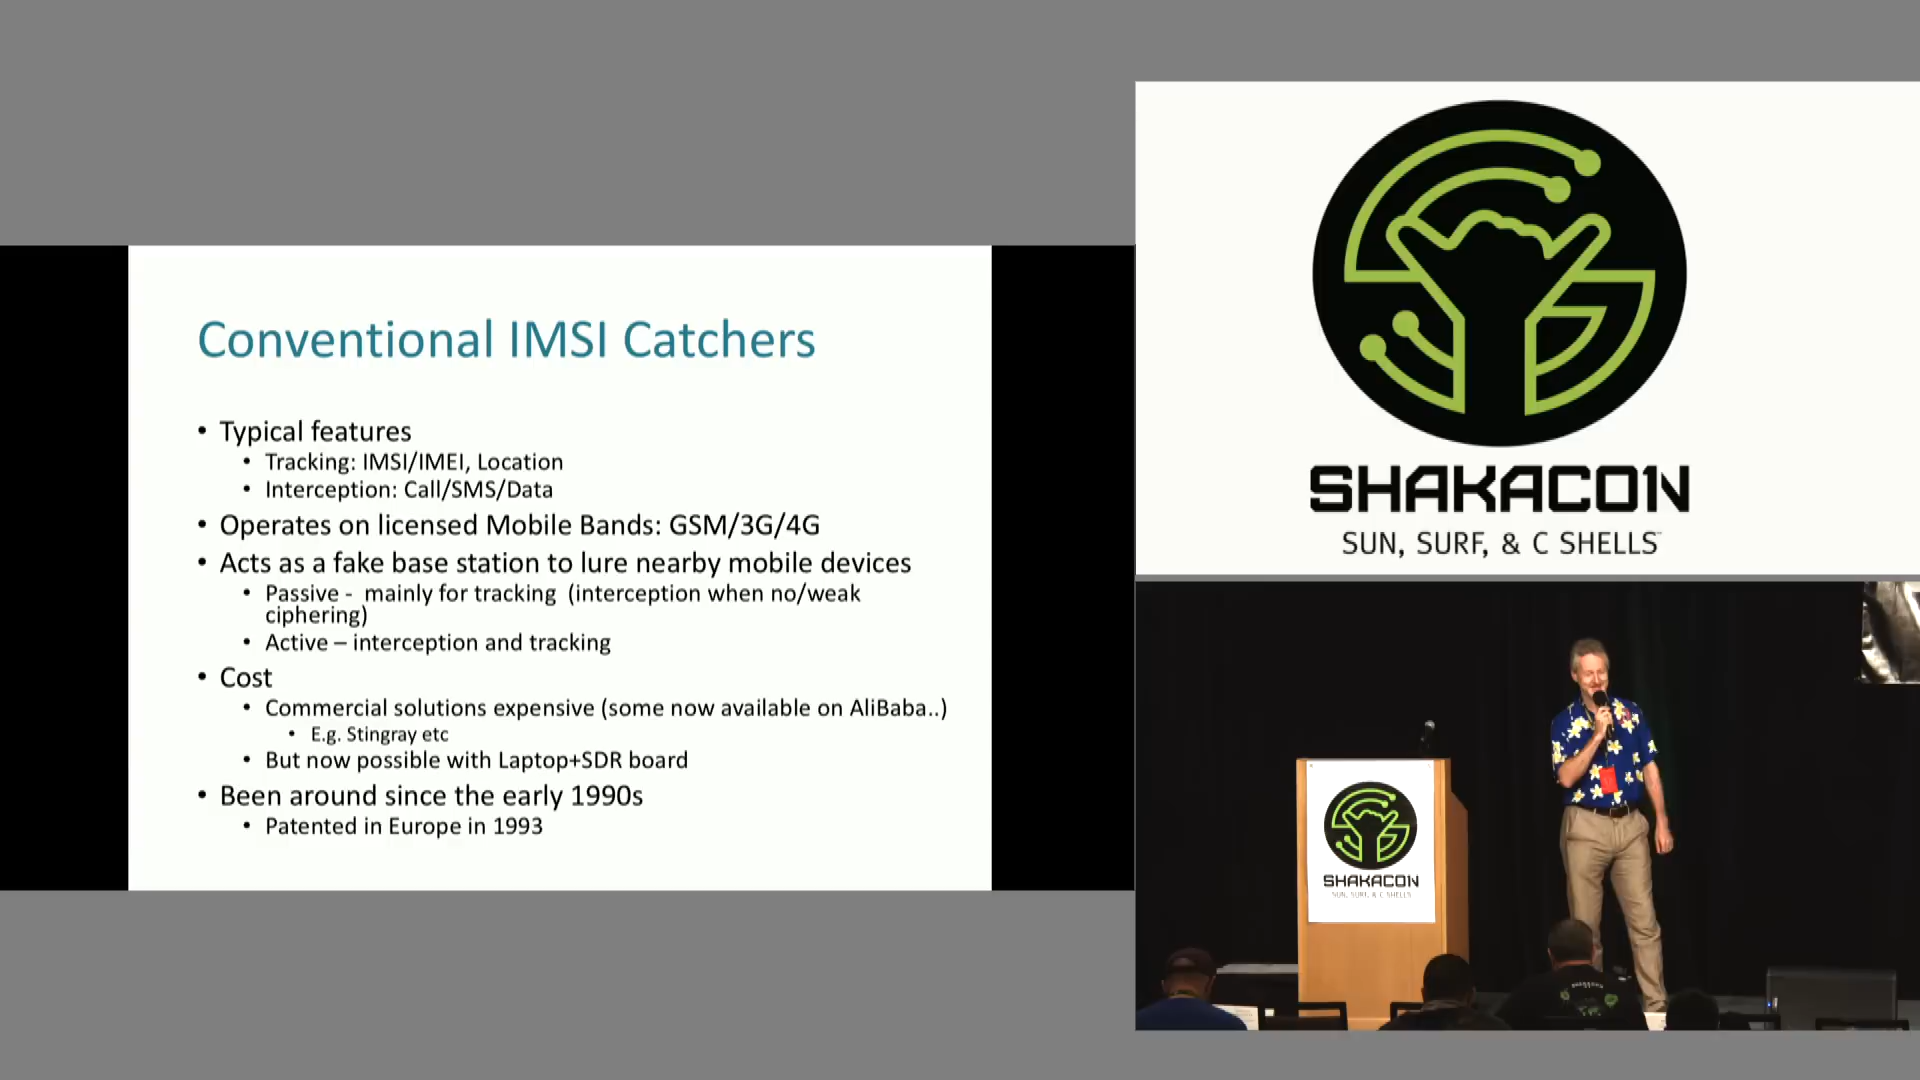 Conventional IMSI Catchers
• Typical features
• Tracking: IMSI/IMEI, Location
• Interception: Call/SMS/Data
• Operates on licensed Mobile Bands: GSM/3G/4G
• Acts as a fake base station to lure nearby mobile devices
• Passive - mainly for tracking (interception when no/weak
ciphering)
• Active – interception and tracking
• Cost
• Commercial solutions expensive (some now available on AliBaba..)
• E.g. Stingray etc
• But now possible with Laptop+SDR board
• Been around since the early 1990s
• Patented in Europe in 1993
SHAKACON
SUN, SURF, & C SHELLS
SHAKACON
SUN, SURF, & C SHELLS